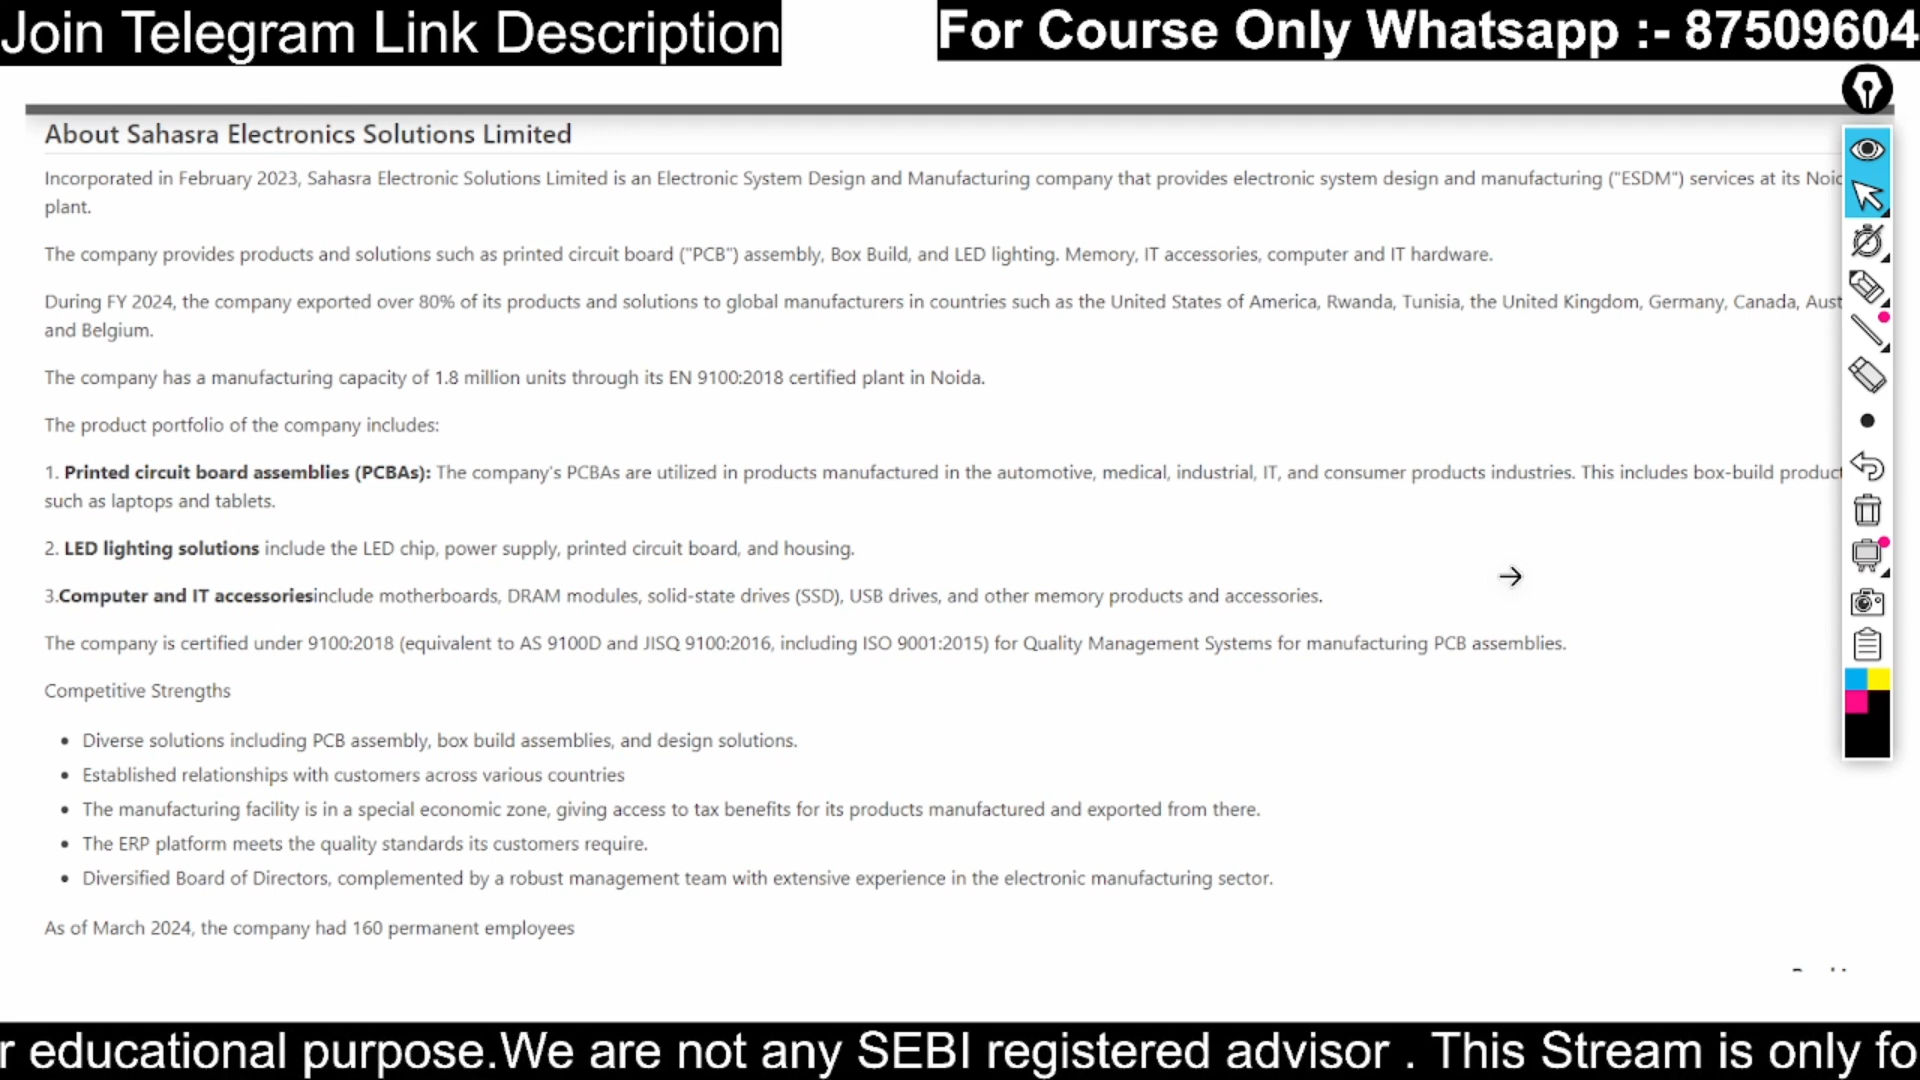 Join Telegram Link Description
For Course Only Whatsapp :- 87509604
About Sahasra Electronics Solutions Limited
Incorporated in February 2023, Sahasra Electronic Solutions Limited is an Electronic System Design and Manufacturing company that provides electronic system design and manufacturing ("ESDM") services at its
plant.
The company provides products and solutions such as printed circuit board ("PCB") assembly, Box Build, and LED lighting. Memory, IT accessories, computer and IT hardware.
During FY 2024, the company exported over 80% of its products and solutions to global manufacturers in countries such as the United States of America, Rwanda, Tunisia, the United Kingdom, Germany, Canada,
and Belgium.
The company has a manufacturing capacity of 1.8 million units through its EN 9100:2018 certified plant in Noida.
The product portfolio of the company includes:
1. Printed circuit board assemblies (PCBAs): The company's PCBAs are utilized in products manufactured in the automotive, medical, industrial, IT, and consumer products industries. This includes box-build product
such as laptops and tablets.
2. LED lighting solutions include the LED chip, power supply, printed circuit board, and housing.
3.Computer and IT accessoriesinclude motherboards, DRAM modules, solid-state drives (SSD), USB drives, and other memory products and accessories.
The company is certified under 9100:2018 (equivalent to AS 9100D and JISQ 9100:2016, including ISO 9001:2015) for Quality Management Systems for manufacturing PCB assemblies.
Competitive Strengths
• Diverse solutions including PCB assembly, box build assemblies, and design solutions.
• Established relationships with customers across various countries
• The manufacturing facility is in a special economic zone, giving access to tax benefits for its products manufactured and exported from there.
• The ERP platform meets the quality standards its customers require.
• Diversified Board of Directors, complemented by a robust management team with extensive experience in the electronic manufacturing sector.
As of March 2024, the company had 160 permanent employees
r educational purpose.We are not any SEBI registered advisor . This Stream is only fo